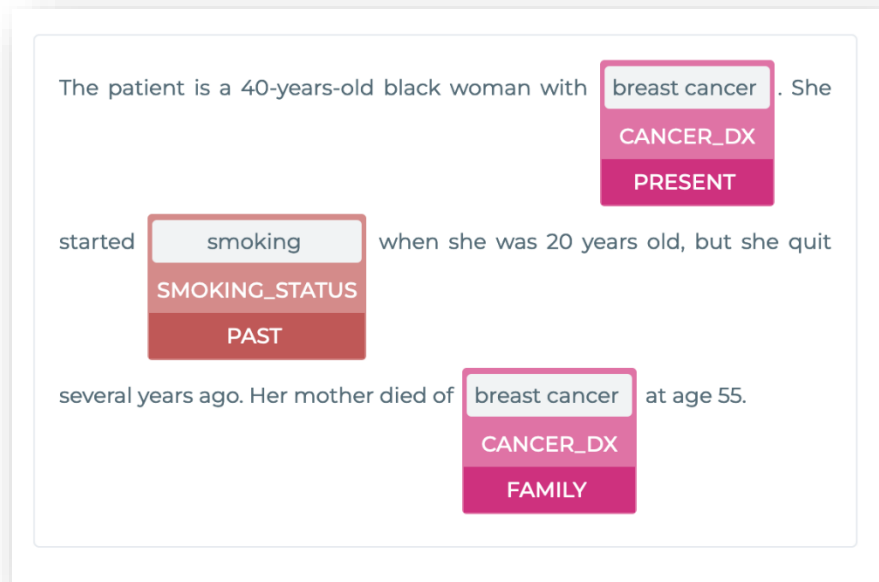 The patient is a 40-years-old black woman with breast cancer . She
CANCER_DX
PRESENT
started smoking when she was 20 years old, but she quit
SMOKING_STATUS
PAST
several years ago. Her mother died of breast cancer at age 55.
CANCER_DX
FAMILY